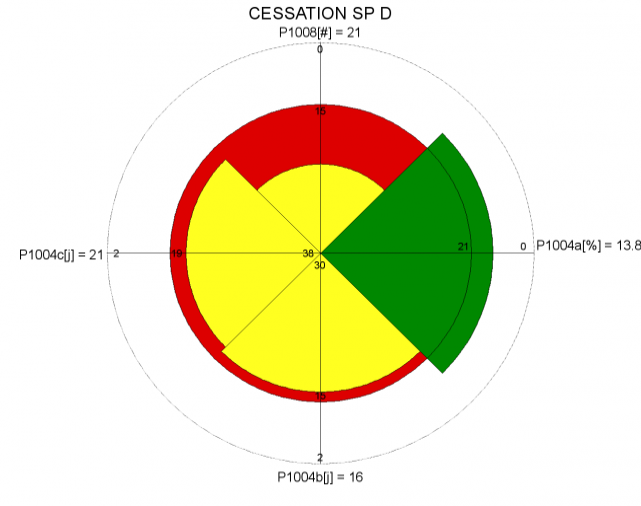 CESSATION SP D
P1008[#] = 21
0
15
21
0
P1004a[%] = 13.8
P1004c[j] = 21
2
19
38
30
15
2
P1004b[j] = 16